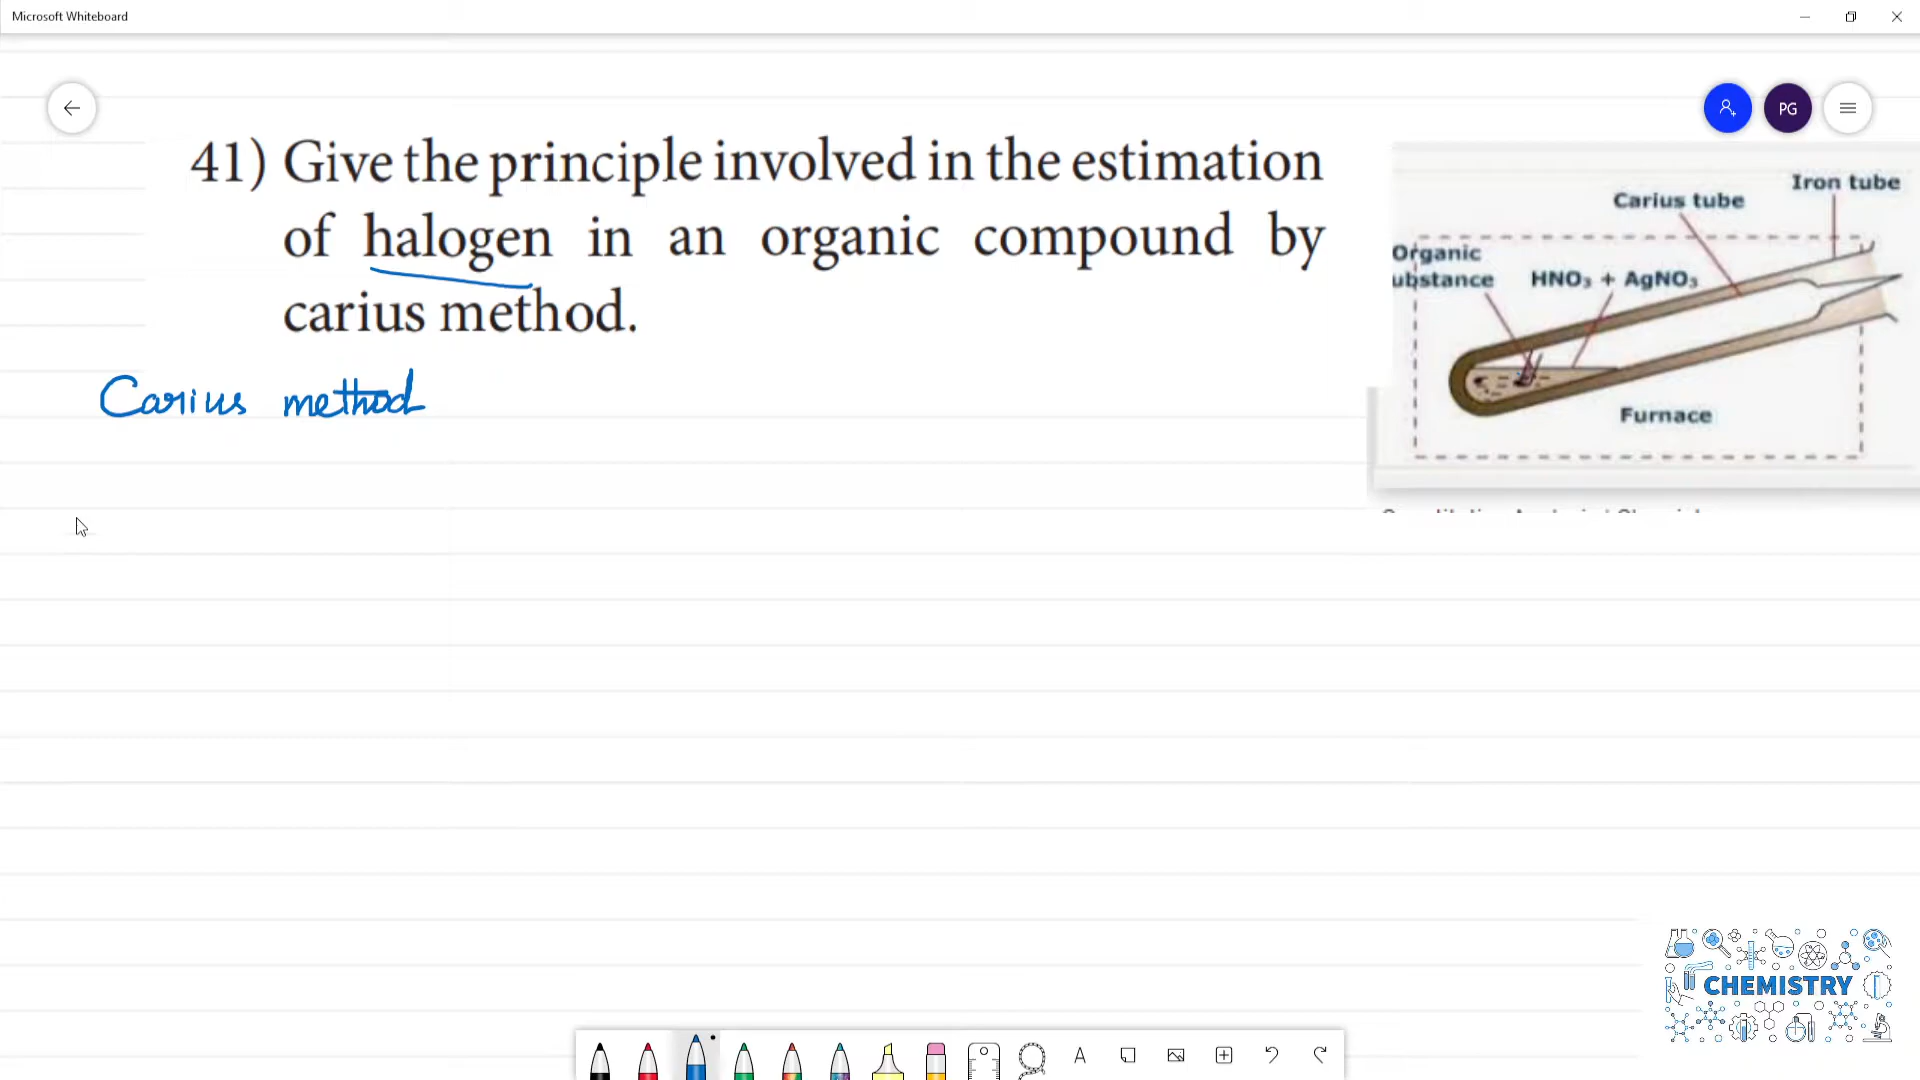 Microsoft Whiteboard
PG
41) Give the principle involved in the estimation
of halogen in an organic compound by
carius method.
Carius method
Iron tube
Carius tube
Organic
ubstance
HNO₃ + AgNO₃
Furnace
CHEMISTRY
A